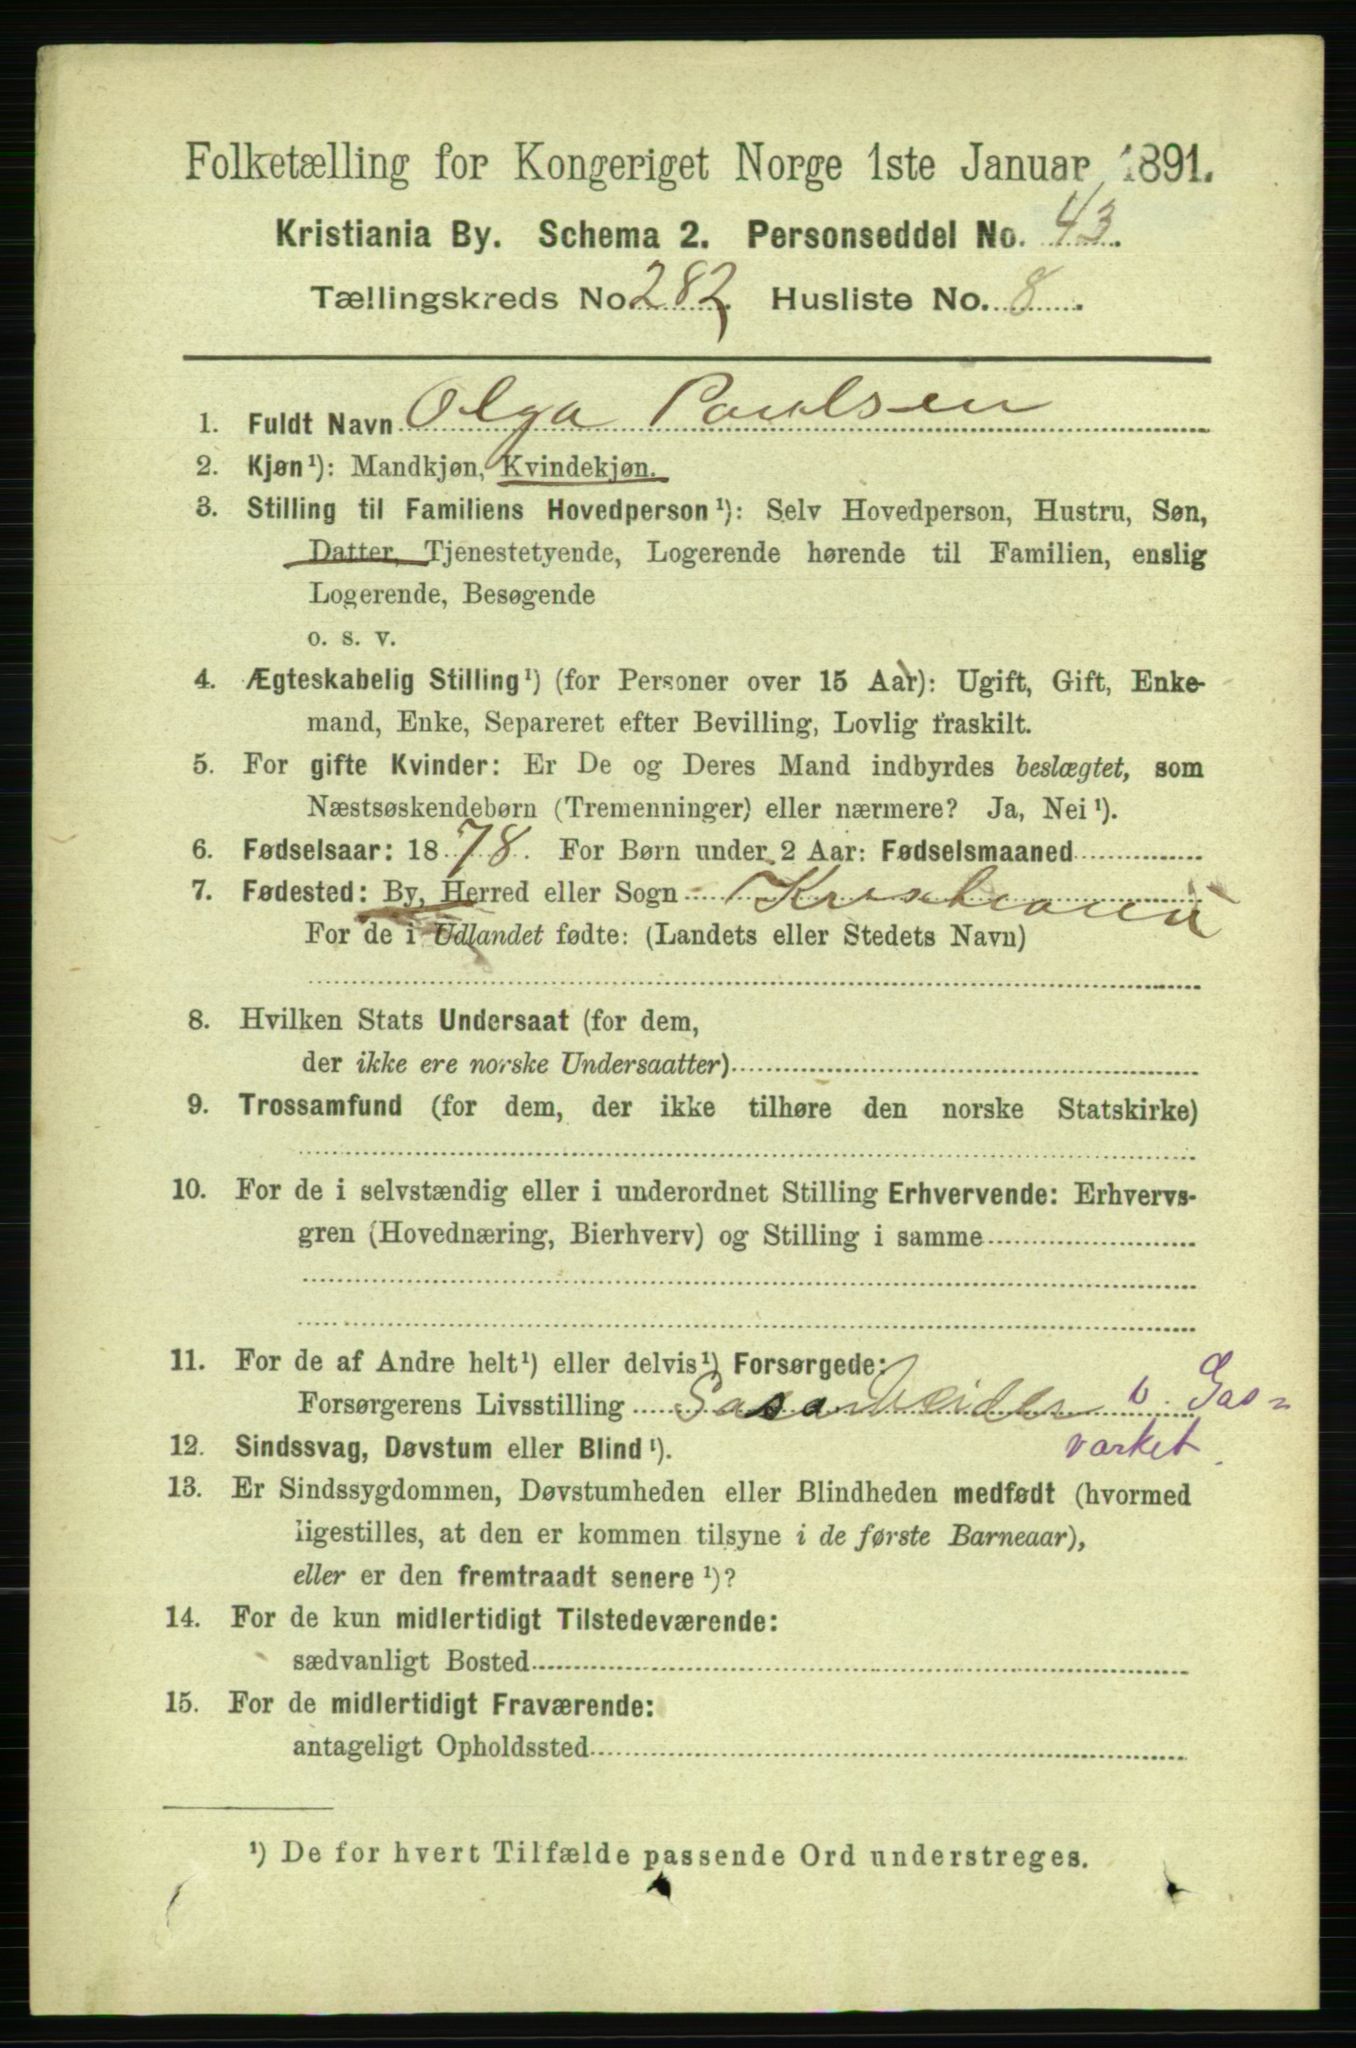 Folketælling for Kongeriget Norge 1ste Januar 1891.
Kristiania By. Schema 2. Personseddel No. 43.
Tællingskreds No 282. Husliste No. 8.
1. Fuldt Navn Olga Paulsen
2. Kjøn¹): Mandkjøn, Kvindekjøn.
3. Stilling til Familiens Hovedperson¹): Selv Hovedperson, Hustru, Søn,
Datter, Tjenestetyende, Logerende hørende til Familien, enslig
Logerende, Besøgende
o. s. v.
4. Ægteskabelig Stilling¹) (for Personer over 15 Aar): Ugift, Gift, Enke-
mand, Enke, Separeret efter Bevilling, Lovlig fraskilt.
5. For gifte Kvinder: Er De og Deres Mand indbyrdes beslægtet, som
Næstsøskendebørn (Tremenninger) eller nærmere? Ja, Nei¹).
6. Fødselsaar: 1878. For Børn under 2 Aar: Fødselsmaaned
7. Fødested: By, Herred eller Sogn Kristiania
For de i Udlandet fødte: (Landets eller Stedets Navn)
8. Hvilken Stats Undersaat (for dem,
der ikke ere norske Undersaatter)
9. Trossamfund (for dem, der ikke tilhøre den norske Statskirke)
10. For de i selvstændig eller i underordnet Stilling Erhvervende: Erhvervs-
gren (Hovednæring, Bierhverv) og Stilling i samme
11. For de af Andre helt¹) eller delvis¹) Forsørgede:
Forsørgerens Livsstilling Gasarbeider v. Gas=
værket
12. Sindssvag, Døvstum eller Blind¹).
13. Er Sindssygdommen, Døvstumheden eller Blindheden medfødt (hvormed
ligestilles, at den er kommen tilsyne i de første Barneaar),
eller er den fremtraadt senere¹)?
14. For de kun midlertidigt Tilstedeværende:
sædvanligt Bosted
15. For de midlertidigt Fraværende:
antageligt Opholdssted
¹) De for hvert Tilfælde passende Ord understreges.